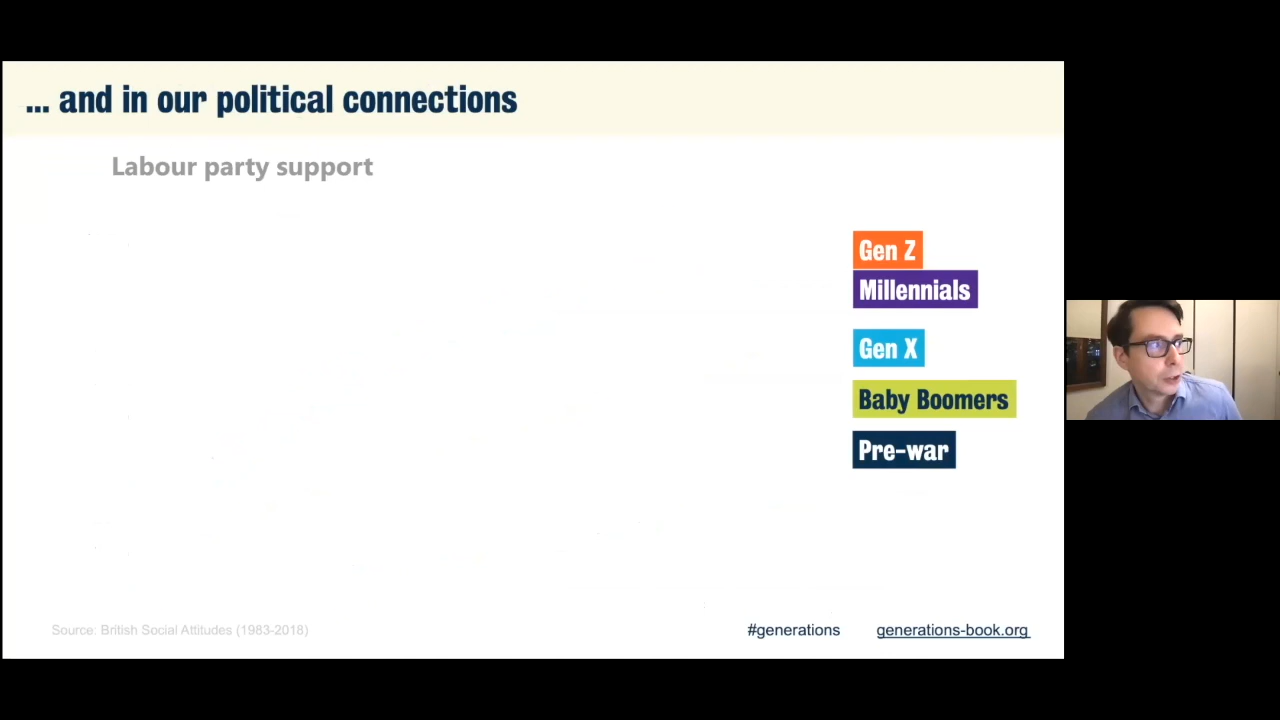 ... and in our political connections
Labour party support
Gen Z
Millennials
Gen X
Baby Boomers
Pre-war
Source: British Social Attitudes (1983-2018)
#generations
generations-book.org